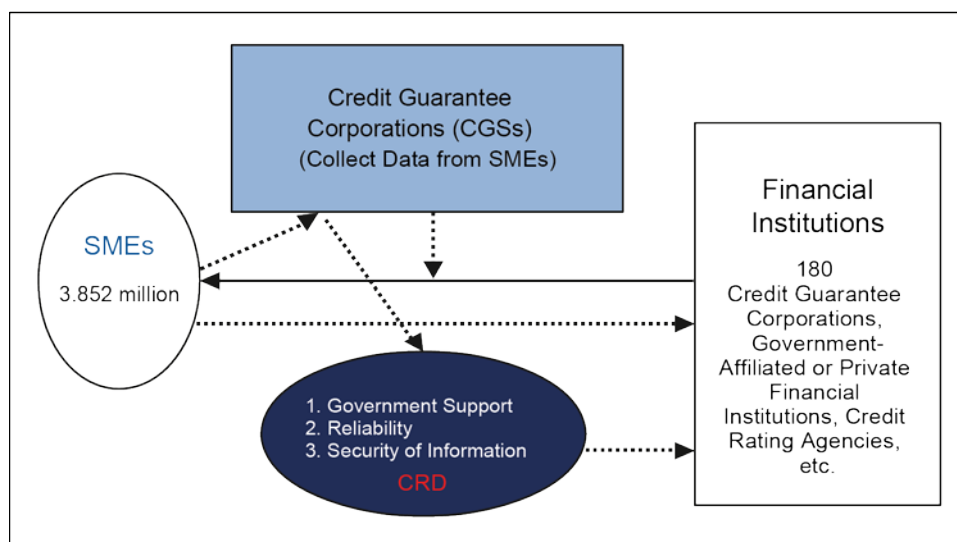 Credit Guarantee
Corporations (CGSs)
(Collect Data from SMEs)
SMEs
3.852 million
Financial
Institutions
180
Credit Guarantee
Corporations,
Government-
Affiliated or Private
Financial
Institutions, Credit
Rating Agencies,
etc.
1. Government Support
2. Reliability
3. Security of Information
CRD